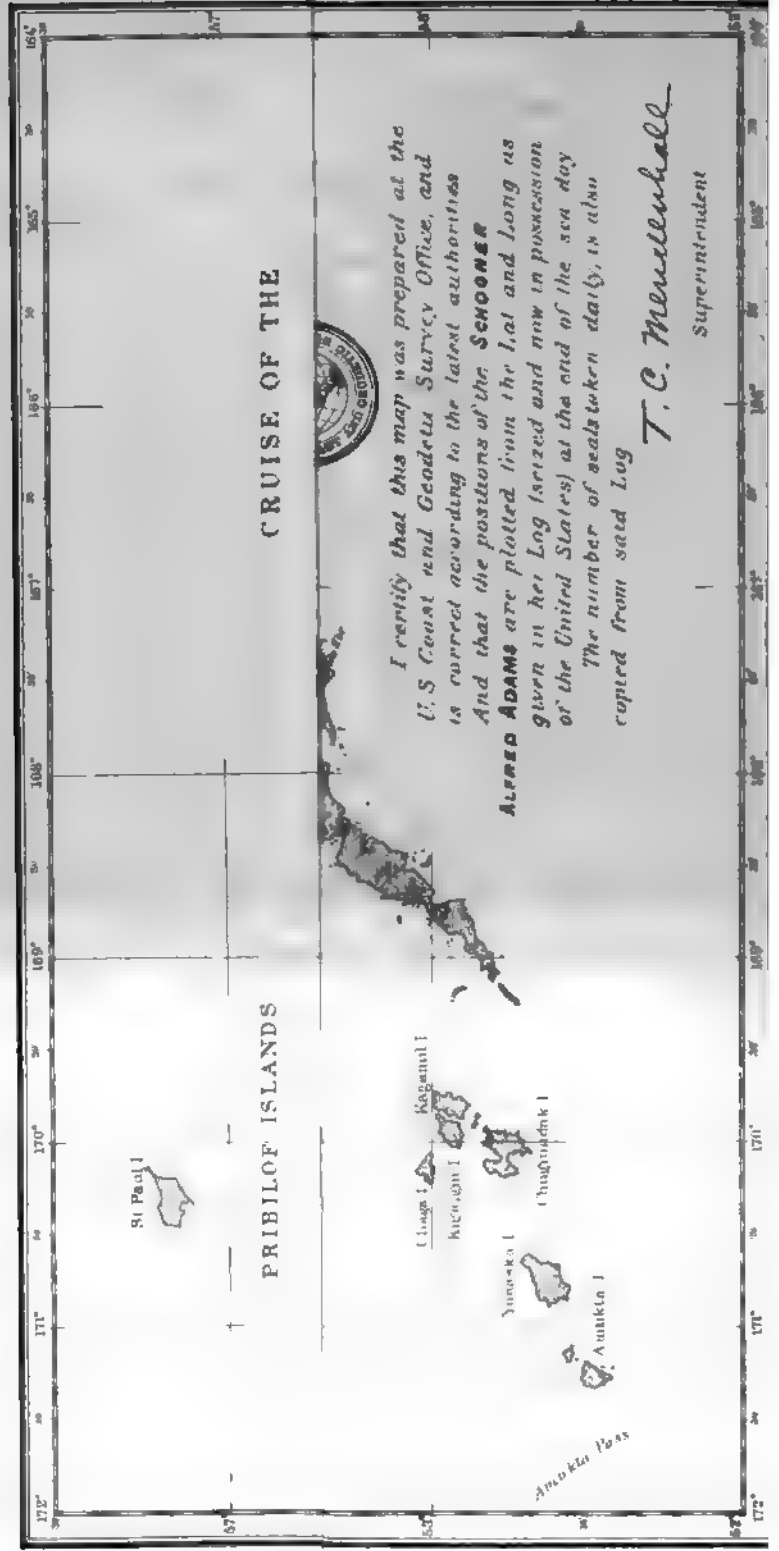 CRUISE OF THE
PRIBILOF ISLANDS
I certify that this map was prepared at the
U.S Coast and Geodetic Survey Office, and
is correct according to the latest authorities
And that the positions of the SCHOONER
ALFRED ADAMS are plotted from the Lat and Long as
given in her Log (seized and now in possession
of the United States) at the end of the sea day
The number of seals taken daily, is also
copied from said Log
T. C. Mendenhall
Superintendent
St Paul I
Kagamil I
Chuginadak I
Yunaska I
Amukta I
Amukta Pass
172°
171°
170°
169°
168°
167°
166°
165°
164°
172°
171°
170°
169°